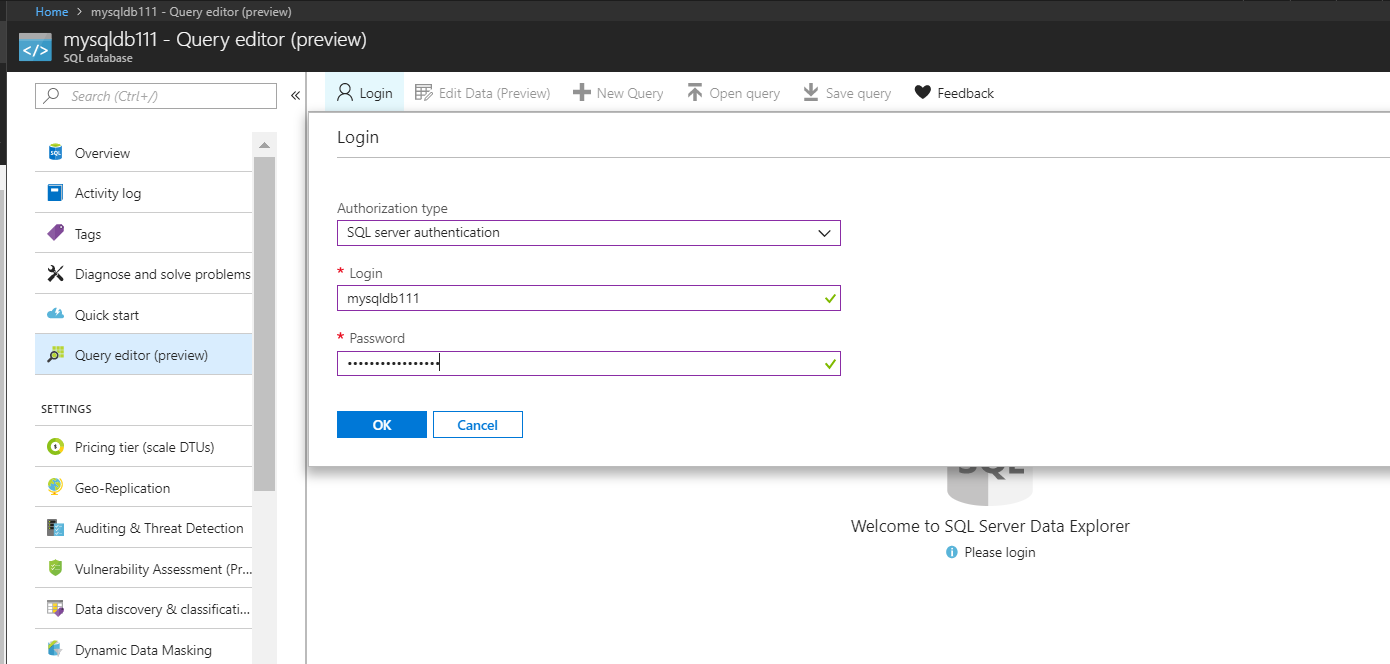 Home > mysqldb111 - Query editor (preview)
mysqldb111 - Query editor (preview)
SQL database
Search (Ctrl+/)
«
Overview
Activity log
Tags
Diagnose and solve problems
Quick start
Query editor (preview)
SETTINGS
Pricing tier (scale DTUs)
Geo-Replication
Auditing & Threat Detection
Vulnerability Assessment (Pr...
Data discovery & classificati...
Dynamic Data Masking
Login Edit Data (Preview) New Query Open query Save query Feedback
Login
Authorization type
SQL server authentication
* Login
mysqldb111
* Password
•••••••••••••••••
OK Cancel
SQL
Welcome to SQL Server Data Explorer
Please login